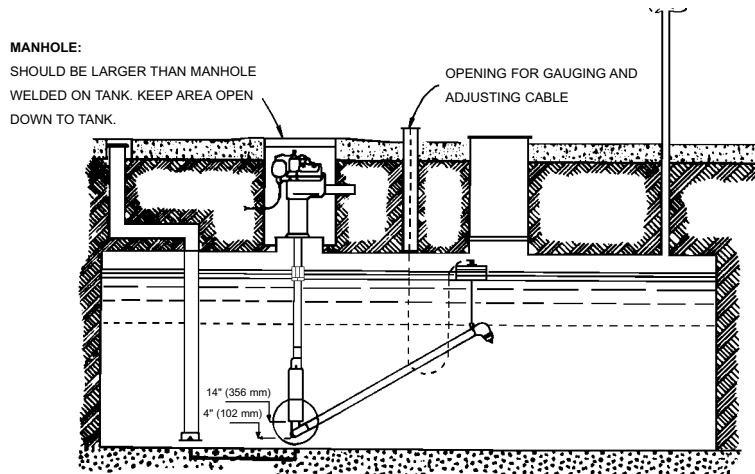 MANHOLE:
SHOULD BE LARGER THAN MANHOLE
WELDED ON TANK. KEEP AREA OPEN
DOWN TO TANK.
OPENING FOR GAUGING AND
ADJUSTING CABLE
14" (356 mm)
4" (102 mm)